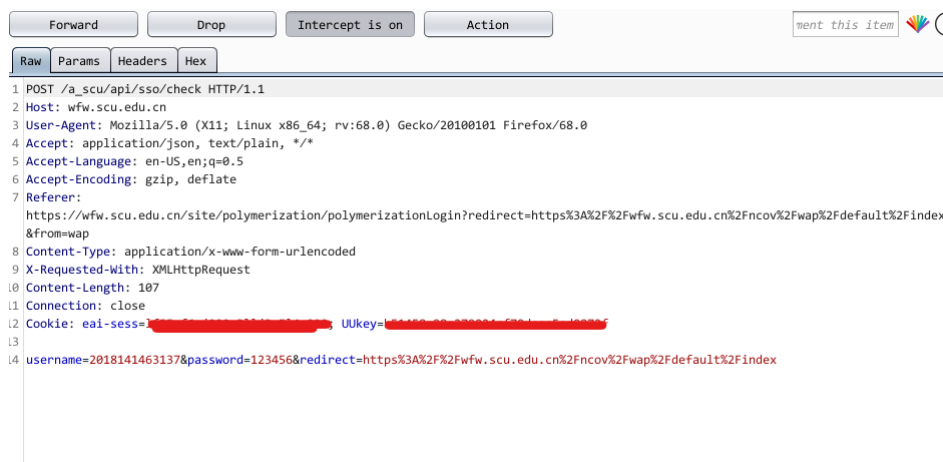 Forward Drop Intercept is on Action ment this item
Raw Params Headers Hex
1 POST /a_scu/api/sso/check HTTP/1.1
2 Host: wfw.scu.edu.cn
3 User-Agent: Mozilla/5.0 (X11; Linux x86_64; rv:68.0) Gecko/20100101 Firefox/68.0
4 Accept: application/json, text/plain, */*
5 Accept-Language: en-US,en;q=0.5
6 Accept-Encoding: gzip, deflate
7 Referer:
https://wfw.scu.edu.cn/site/polymerization/polymerizationLogin?redirect=https%3A%2F%2Fwfw.scu.edu.cn%2Fncov%2Fwap%2Fdefault%2Findex
&from=wap
8 Content-Type: application/x-www-form-urlencoded
9 X-Requested-With: XMLHttpRequest
10 Content-Length: 107
11 Connection: close
12 Cookie: eai-sess= ; UUkey=
13
14 username=2018141463137&password=123456&redirect=https%3A%2F%2Fwfw.scu.edu.cn%2Fncov%2Fwap%2Fdefault%2Findex